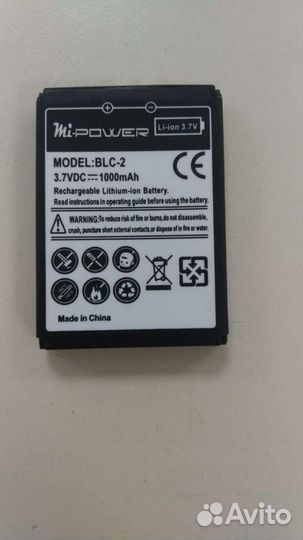 Mi-POWER
Li-ion 3.7V
MODEL:BLC-2
3.7VDC 1000mAh
Rechargeable Lithium-ion Battery.
Read instructions in operating guide before using.
WARNING: To reduce risk of fire or burns,do not disassemble,
crush, puncture short external contacts,or dispose of in fire or water.
Made in China
CE
Avito